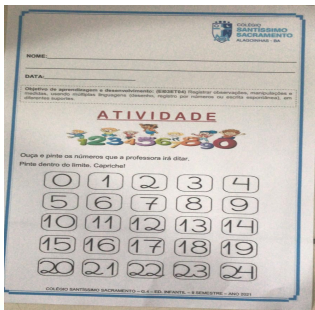 COLÉGIO
SANTÍSSIMO
SACRAMENTO
ALAGOINHAS - BA
NOME:
DATA:
Objetivo de aprendizagem e desenvolvimento: (EI03ET04) Registrar observações, manipulações e
medidas, usando múltiplas linguagens (desenho, registro por números ou escrita espontânea), em
diferentes suportes.
ATIVIDADE
1234567890
Ouça e pinte os números que a professora irá ditar.
Pinte dentro do limite. Capriche!
0 1 2 3 4
5 6 7 8 9
10 11 12 13 14
15 16 17 18 19
20 21 22 23 24
COLÉGIO SANTÍSSIMO SACRAMENTO – G 4 – ED. INFANTIL – II SEMESTRE – ANO 2021